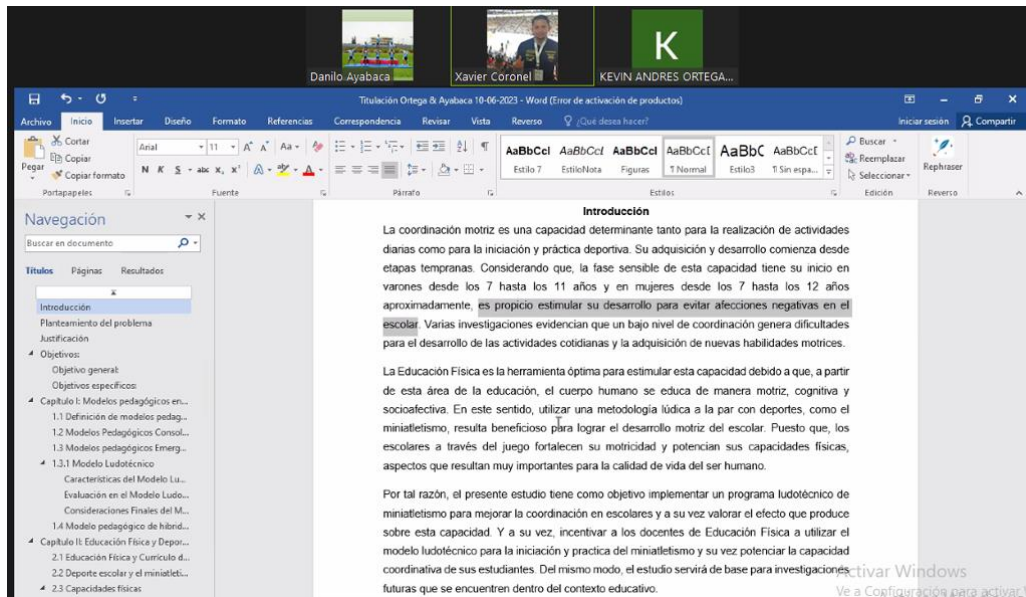 Danilo Ayabaca
Xavier Coronel
K
KEVIN ANDRES ORTEGA...
Titulación Ortega & Ayabaca 10-06-2023 - Word (Error de activación de productos)
Archivo Inicio Insertar Diseño Formato Referencias Correspondencia Revisar Vista Reverso ¿Qué desea hacer? Iniciar sesión Compartir
Cortar
Copiar
Copiar formato
Pegar
Portapapeles
Arial 11 A A Aa
N K S abc x, x² A ab A
Fuente
Párrafo
AaBbCcI AaBbCcI AaBbCcI AaBbCcI AaBbC AaBbCcI
Estilo 7 EstiloNota Figuras ¶ Normal Estilo3 ¶ Sin espa...
Estilos
Buscar
Reemplazar
Seleccionar
Edición
Rephraser
Reverso
Navegación
Buscar en documento
Títulos Páginas Resultados
Introducción
Planteamiento del problema
Justificación
Objetivos:
Objetivo general:
Objetivos específicos:
Capítulo I: Modelos pedagógicos en...
1.1 Definición de modelos pedag...
1.2 Modelos Pedagógicos Consol...
1.3 Modelos pedagógicos Emerg...
1.3.1 Modelo Ludotécnico
Características del Modelo Lu...
Evaluación en el Modelo Ludo...
Consideraciones Finales del M...
1.4 Modelo pedagógico de hibrid...
Capítulo II: Educación Física y Depor...
2.1 Educación Física y Currículo d...
2.2 Deporte escolar y el miniatleti...
2.3 Capacidades físicas
Introducción
La coordinación motriz es una capacidad determinante tanto para la realización de actividades
diarias como para la iniciación y práctica deportiva. Su adquisición y desarrollo comienza desde
etapas tempranas. Considerando que, la fase sensible de esta capacidad tiene su inicio en
varones desde los 7 hasta los 11 años y en mujeres desde los 7 hasta los 12 años
aproximadamente, es propicio estimular su desarrollo para evitar afecciones negativas en el
escolar. Varias investigaciones evidencian que un bajo nivel de coordinación genera dificultades
para el desarrollo de las actividades cotidianas y la adquisición de nuevas habilidades motrices.
La Educación Física es la herramienta óptima para estimular esta capacidad debido a que, a partir
de esta área de la educación, el cuerpo humano se educa de manera motriz, cognitiva y
socioafectiva. En este sentido, utilizar una metodología lúdica a la par con deportes, como el
miniatletismo, resulta beneficioso para lograr el desarrollo motriz del escolar. Puesto que, los
escolares a través del juego fortalecen su motricidad y potencian sus capacidades físicas,
aspectos que resultan muy importantes para la calidad de vida del ser humano.
Por tal razón, el presente estudio tiene como objetivo implementar un programa ludotécnico de
miniatletismo para mejorar la coordinación en escolares y a su vez valorar el efecto que produce
sobre esta capacidad. Y a su vez, incentivar a los docentes de Educación Física a utilizar el
modelo ludotécnico para la iniciación y practica del miniatletismo y su vez potenciar la capacidad
coordinativa de sus estudiantes. Del mismo modo, el estudio servirá de base para investigaciones
futuras que se encuentren dentro del contexto educativo.
Activar Windows
Ve a Configuración para activar